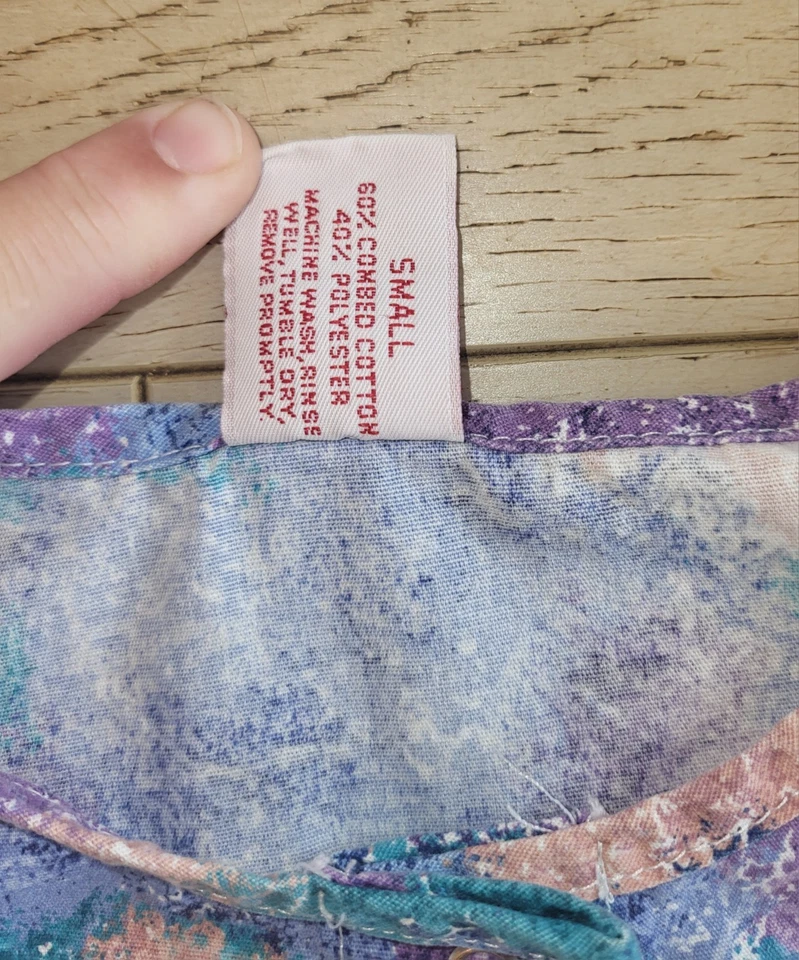 SMALL
60% COMBED COTTON
40% POLYESTER
MACHINE WASH, RINSE
WELL, TUMBLE DRY,
REMOVE PROMPTLY.